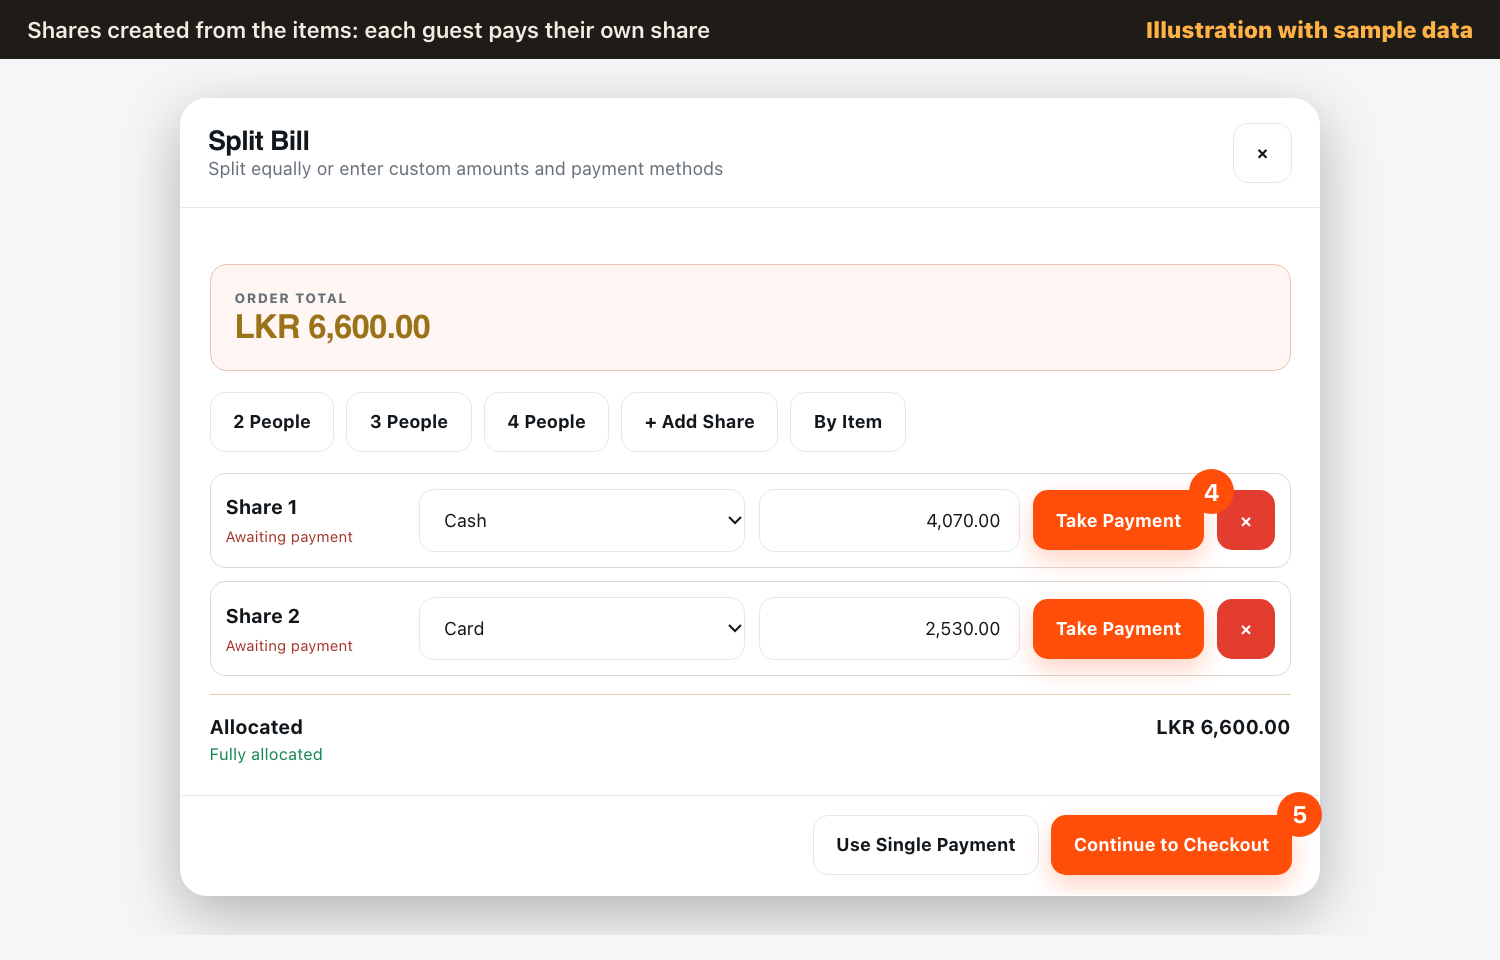 Shares created from the items: each guest pays their own share
Illustration with sample data
Split Bill
Split equally or enter custom amounts and payment methods
×
ORDER TOTAL
LKR 6,600.00
2 People
3 People
4 People
+ Add Share
By Item
Share 1
Awaiting payment
Cash
4,070.00
Take Payment
4
×
Share 2
Awaiting payment
Card
2,530.00
Take Payment
×
Allocated
LKR 6,600.00
Fully allocated
Use Single Payment
Continue to Checkout
5